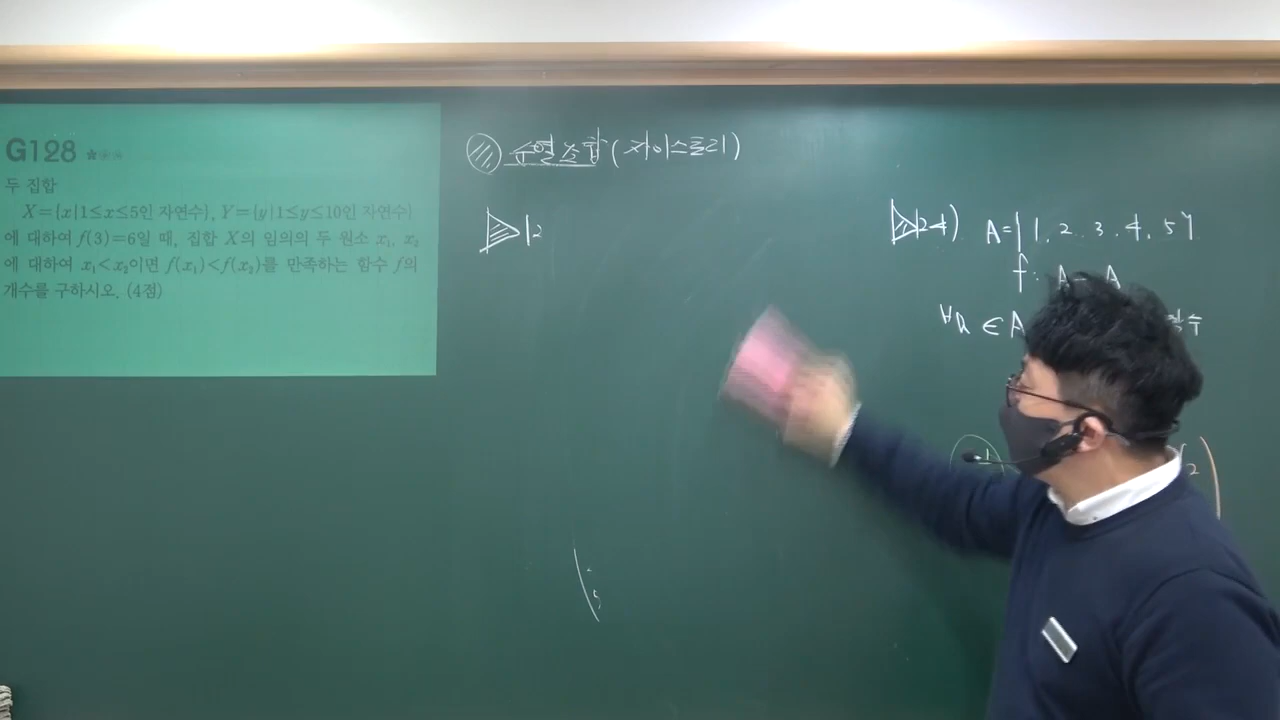 G128
두 집합
X={x|1≤x≤5인 자연수}, Y={y|1≤y≤10인 자연수}
에 대하여 f(3)=6일 때, 집합 X의 임의의 두 원소 x₁, x₂
에 대하여 x₁<x₂이면 f(x₁)<f(x₂)를 만족하는 함수 f의
개수를 구하시오. (4점)
순열조합(자이스토리)
12
124) A={1, 2, 3, 4, 5}
f: A A
∀a ∈ A